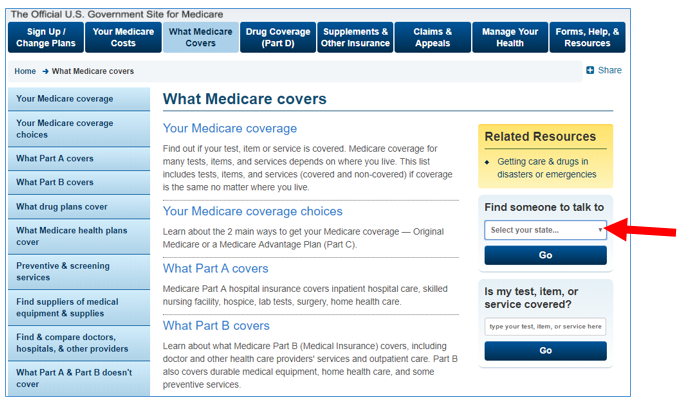 The Official U.S. Government Site for Medicare
Sign Up /
Change Plans
Your Medicare
Costs
What Medicare
Covers
Drug Coverage
(Part D)
Supplements &
Other Insurance
Claims &
Appeals
Manage Your
Health
Forms, Help, &
Resources
Home → What Medicare covers
Share
Your Medicare coverage
Your Medicare coverage
choices
What Part A covers
What Part B covers
What drug plans cover
What Medicare health plans
cover
Preventive & screening
services
Find suppliers of medical
equipment & supplies
Find & compare doctors,
hospitals, & other providers
What Part A & Part B doesn't
cover
What Medicare covers
Your Medicare coverage
Find out if your test, item or service is covered. Medicare coverage for
many tests, items, and services depends on where you live. This list
includes tests, items, and services (covered and non-covered) if coverage
is the same no matter where you live.
Your Medicare coverage choices
Learn about the 2 main ways to get your Medicare coverage — Original
Medicare or a Medicare Advantage Plan (Part C).
What Part A covers
Medicare Part A hospital insurance covers inpatient hospital care, skilled
nursing facility, hospice, lab tests, surgery, home health care.
What Part B covers
Learn about what Medicare Part B (Medical Insurance) covers, including
doctor and other health care providers' services and outpatient care. Part B
also covers durable medical equipment, home health care, and some
preventive services.
Related Resources
Getting care & drugs in
disasters or emergencies
Find someone to talk to
Select your state...
Go
Is my test, item, or
service covered?
type your test, item, or service here
Go